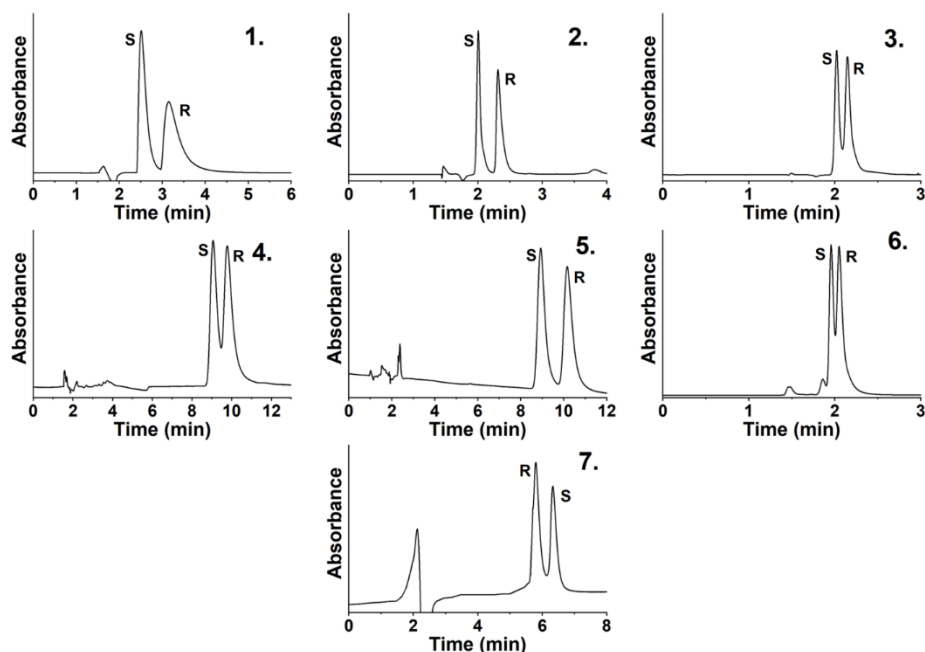 1.
S
R
Absorbance
0 1 2 3 4 5 6
Time (min)
2.
S
R
Absorbance
0 1 2 3 4
Time (min)
3.
S
R
Absorbance
0 1 2 3
Time (min)
4.
S
R
Absorbance
0 2 4 6 8 10 12
Time (min)
5.
S
R
Absorbance
0 2 4 6 8 10 12
Time (min)
6.
S
R
Absorbance
0 1 2 3
Time (min)
7.
R
S
Absorbance
0 2 4 6 8
Time (min)